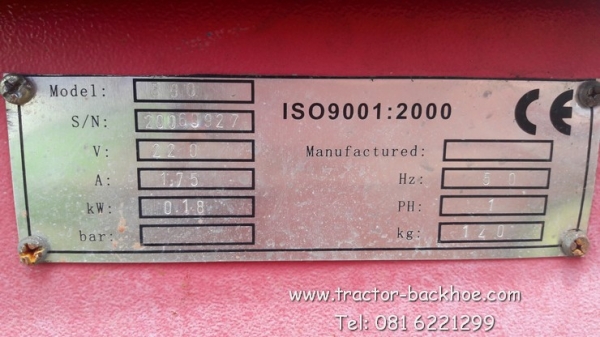 Model:
ISO9001:2000 CE
S/N:
V: 220
Manufactured:
A: 1.75
Hz: 50
kW: 0.18
PH: 1
bar:
kg: 120
www.tractor-backhoe.com
Tel: 081 6221299